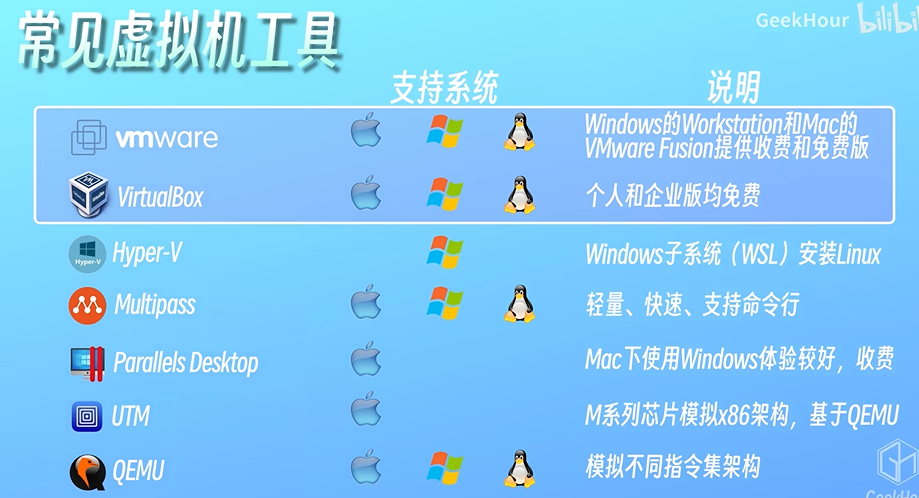 常见虚拟机工具
GeekHour bilibili
支持系统 说明
vmware Windows的Workstation和Mac的
VMware Fusion提供收费和免费版
VirtualBox 个人和企业版均免费
Hyper-V Hyper-V Windows子系统（WSL）安装Linux
Multipass 轻量、快速、支持命令行
Parallels Desktop Mac下使用Windows体验较好，收费
UTM M系列芯片模拟x86架构，基于QEMU
QEMU 模拟不同指令集架构